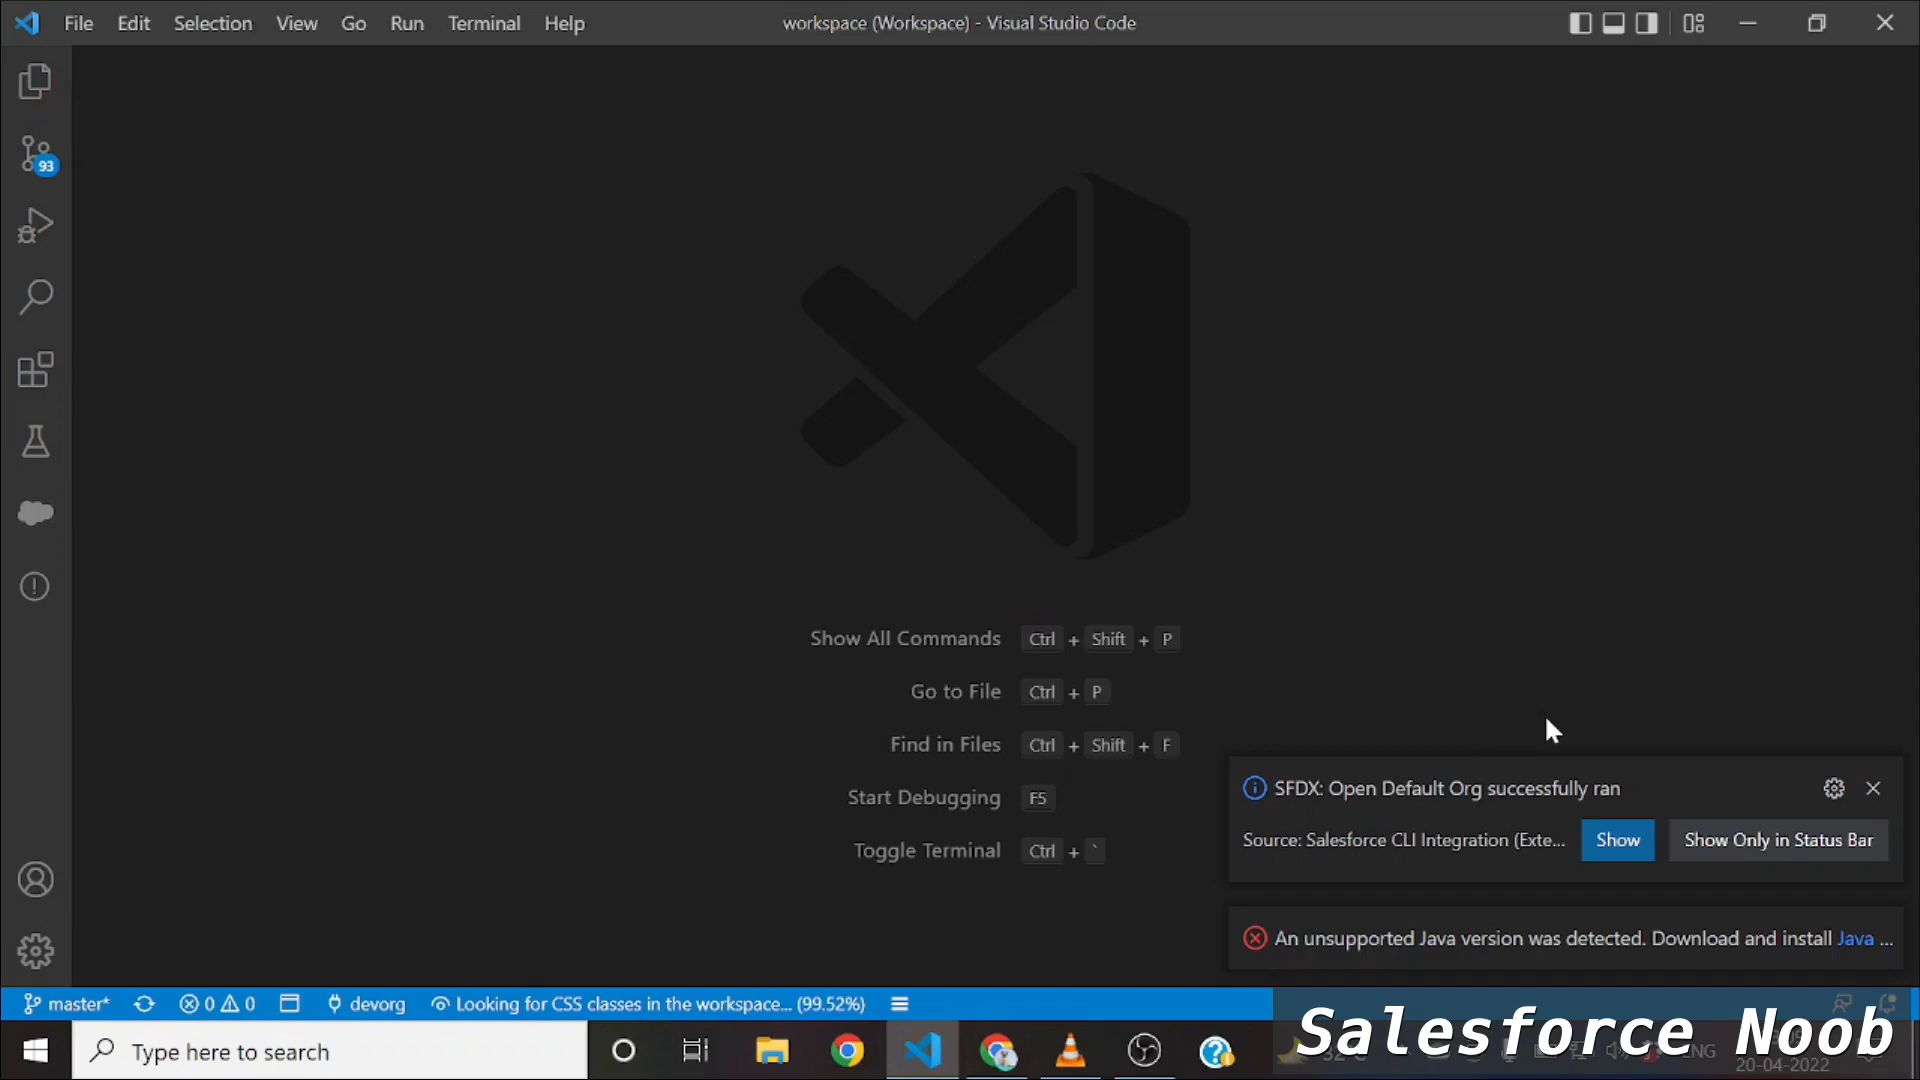 File Edit Selection View Go Run Terminal Help
workspace (Workspace) - Visual Studio Code
93
Show All Commands Ctrl + Shift + P
Go to File Ctrl + P
Find in Files Ctrl + Shift + F
Start Debugging F5
Toggle Terminal Ctrl + `
SFDX: Open Default Org successfully ran
Source: Salesforce CLI Integration (Exte... Show Show Only in Status Bar
An unsupported Java version was detected. Download and install Java ...
master* 0 0 devorg Looking for CSS classes in the workspace... (99.52%)
Salesforce Noob
Type here to search
ENG
20-04-2022